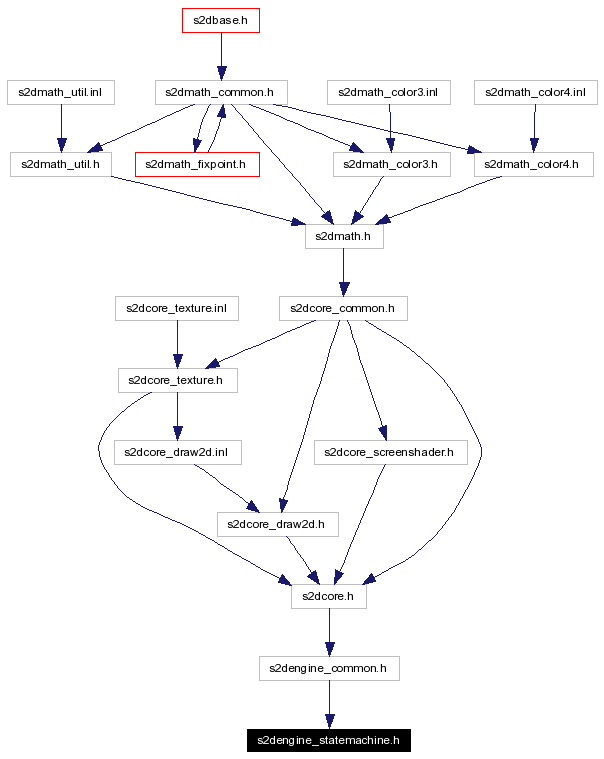 s2dbase.h
s2dmath_util.inl
s2dmath_common.h
s2dmath_color3.inl
s2dmath_color4.inl
s2dmath_util.h
s2dmath_fixpoint.h
s2dmath_color3.h
s2dmath_color4.h
s2dmath.h
s2dcore_texture.inl
s2dcore_common.h
s2dcore_texture.h
s2dcore_draw2d.inl
s2dcore_screenshader.h
s2dcore_draw2d.h
s2dcore.h
s2dengine_common.h
s2dengine_statemachine.h